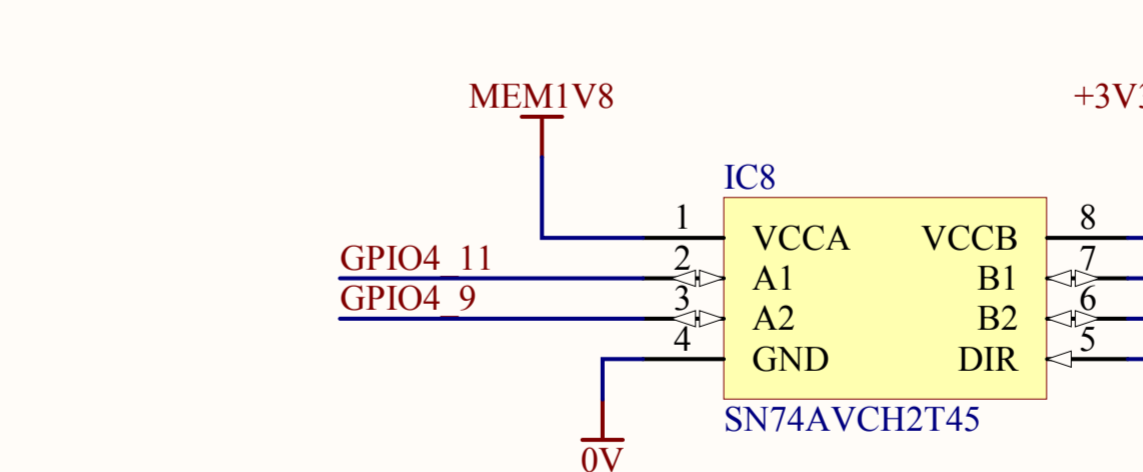 MEM1V8
IC8
1 VCCA VCCB 8
GPIO4_11 2 A1 B1 7
GPIO4_9 3 A2 B2 6
4 GND DIR 5
SN74AVCH2T45
0V